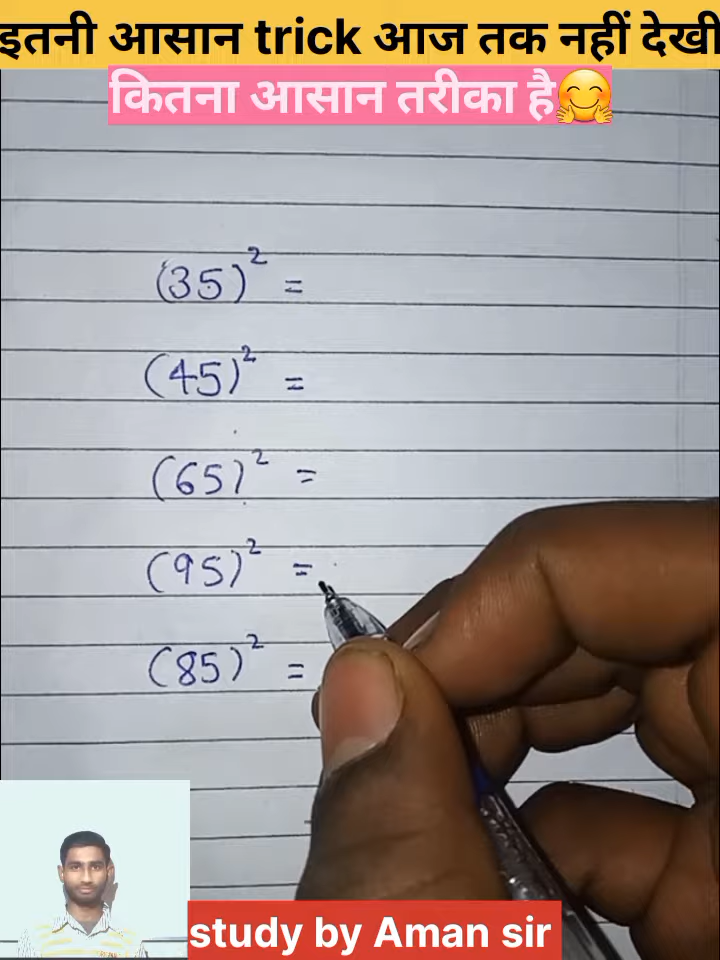 इतनी आसान trick आज तक नहीं देखी
कितना आसान तरीका है🤗
(35)² =
(45)² =
(65)² =
(95)² =
(85)² =
study by Aman sir